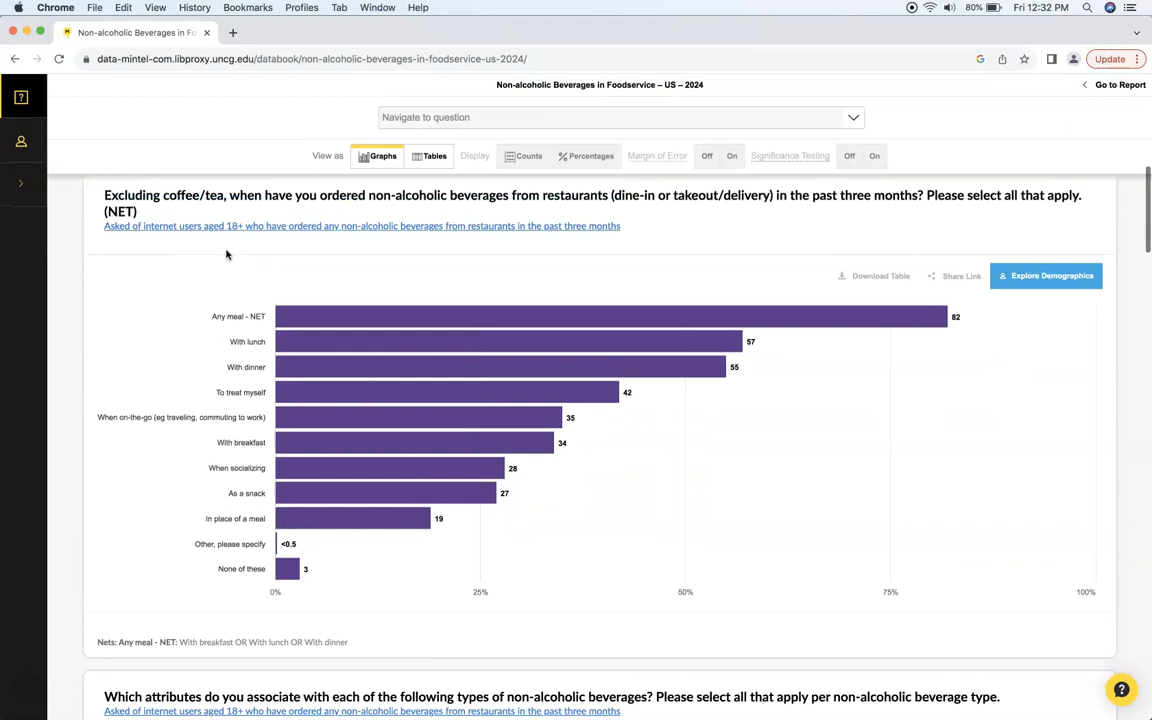 Chrome File Edit View History Bookmarks Profiles Tab Window Help 80% Fri 12:32 PM
Non-alcoholic Beverages in Fo
data-mintel-com.libproxy.uncg.edu/databook/non-alcoholic-beverages-in-foodservice-us-2024/ Update
Non-alcoholic Beverages in Foodservice – US – 2024 Go to Report
Navigate to question
View as Graphs Tables Display Counts % Percentages Margin of Error Off On Significance Testing Off On
Excluding coffee/tea, when have you ordered non-alcoholic beverages from restaurants (dine-in or takeout/delivery) in the past three months? Please select all that apply.
(NET)
Asked of internet users aged 18+ who have ordered any non-alcoholic beverages from restaurants in the past three months
Download Table Share Link Explore Demographics
Any meal - NET 82
With lunch 57
With dinner 55
To treat myself 42
When on-the-go (eg traveling, commuting to work) 35
With breakfast 34
When socializing 28
As a snack 27
In place of a meal 19
Other, please specify <0.5
None of these 3
0% 25% 50% 75% 100%
Nets: Any meal - NET: With breakfast OR With lunch OR With dinner
Which attributes do you associate with each of the following types of non-alcoholic beverages? Please select all that apply per non-alcoholic beverage type.
Asked of internet users aged 18+ who have ordered any non-alcoholic beverages from restaurants in the past three months